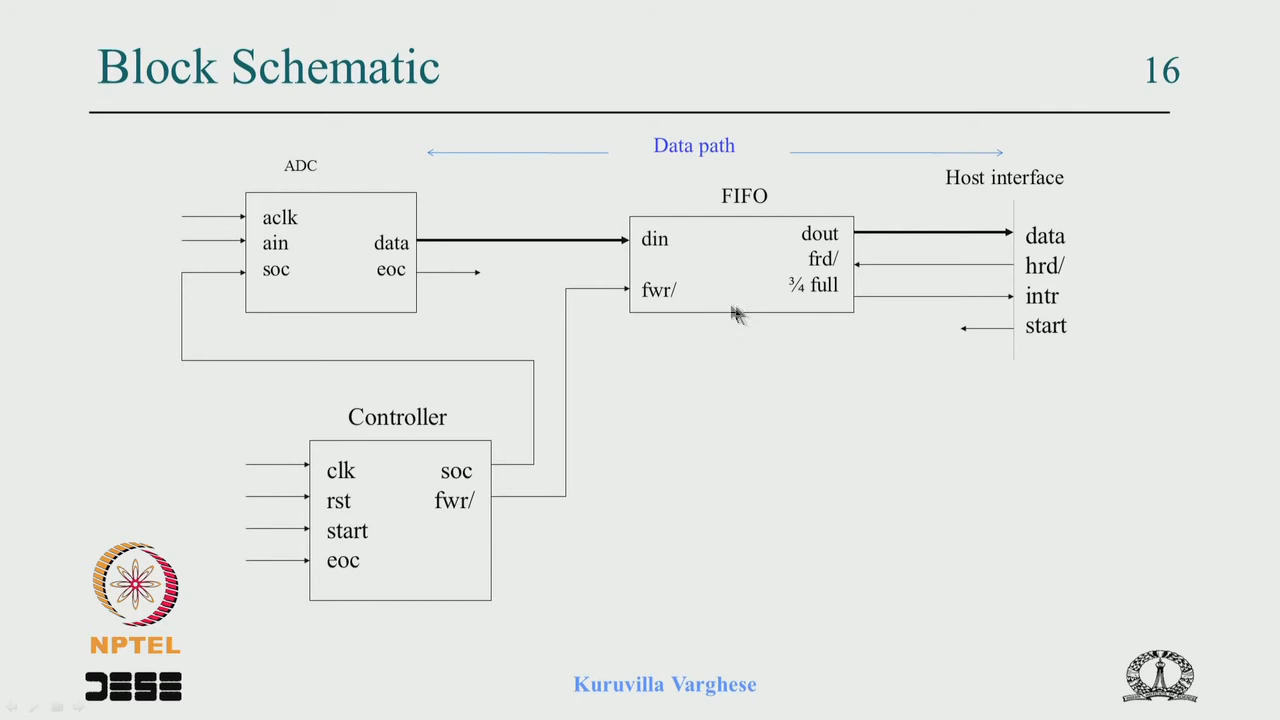 Block Schematic
16
Data path
ADC
aclk
ain
soc
data
eoc
FIFO
din
fwr/
dout
frd/
¾ full
Host interface
data
hrd/
intr
start
Controller
clk
rst
start
eoc
soc
fwr/
NPTEL
DESE
Kuruvilla Varghese